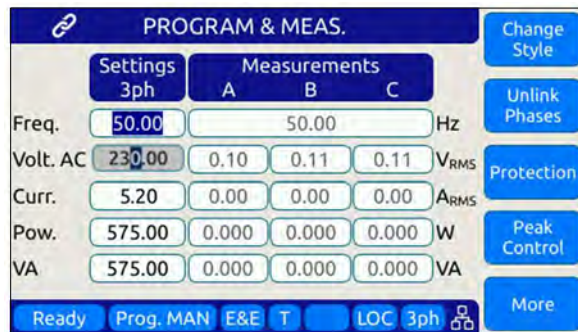 PROGRAM & MEAS.
Change
Style
Settings
3ph
Measurements
A B C
Unlink
Phases
Freq. 50.00 50.00 Hz
Volt. AC 230.00 0.10 0.11 0.11 VRMS
Protection
Curr. 5.20 0.00 0.00 0.00 ARMS
Pow. 575.00 0.000 0.000 0.000 W
Peak
Control
VA 575.00 0.000 0.000 0.000 VA
More
Ready Prog. MAN E&E T LOC 3ph